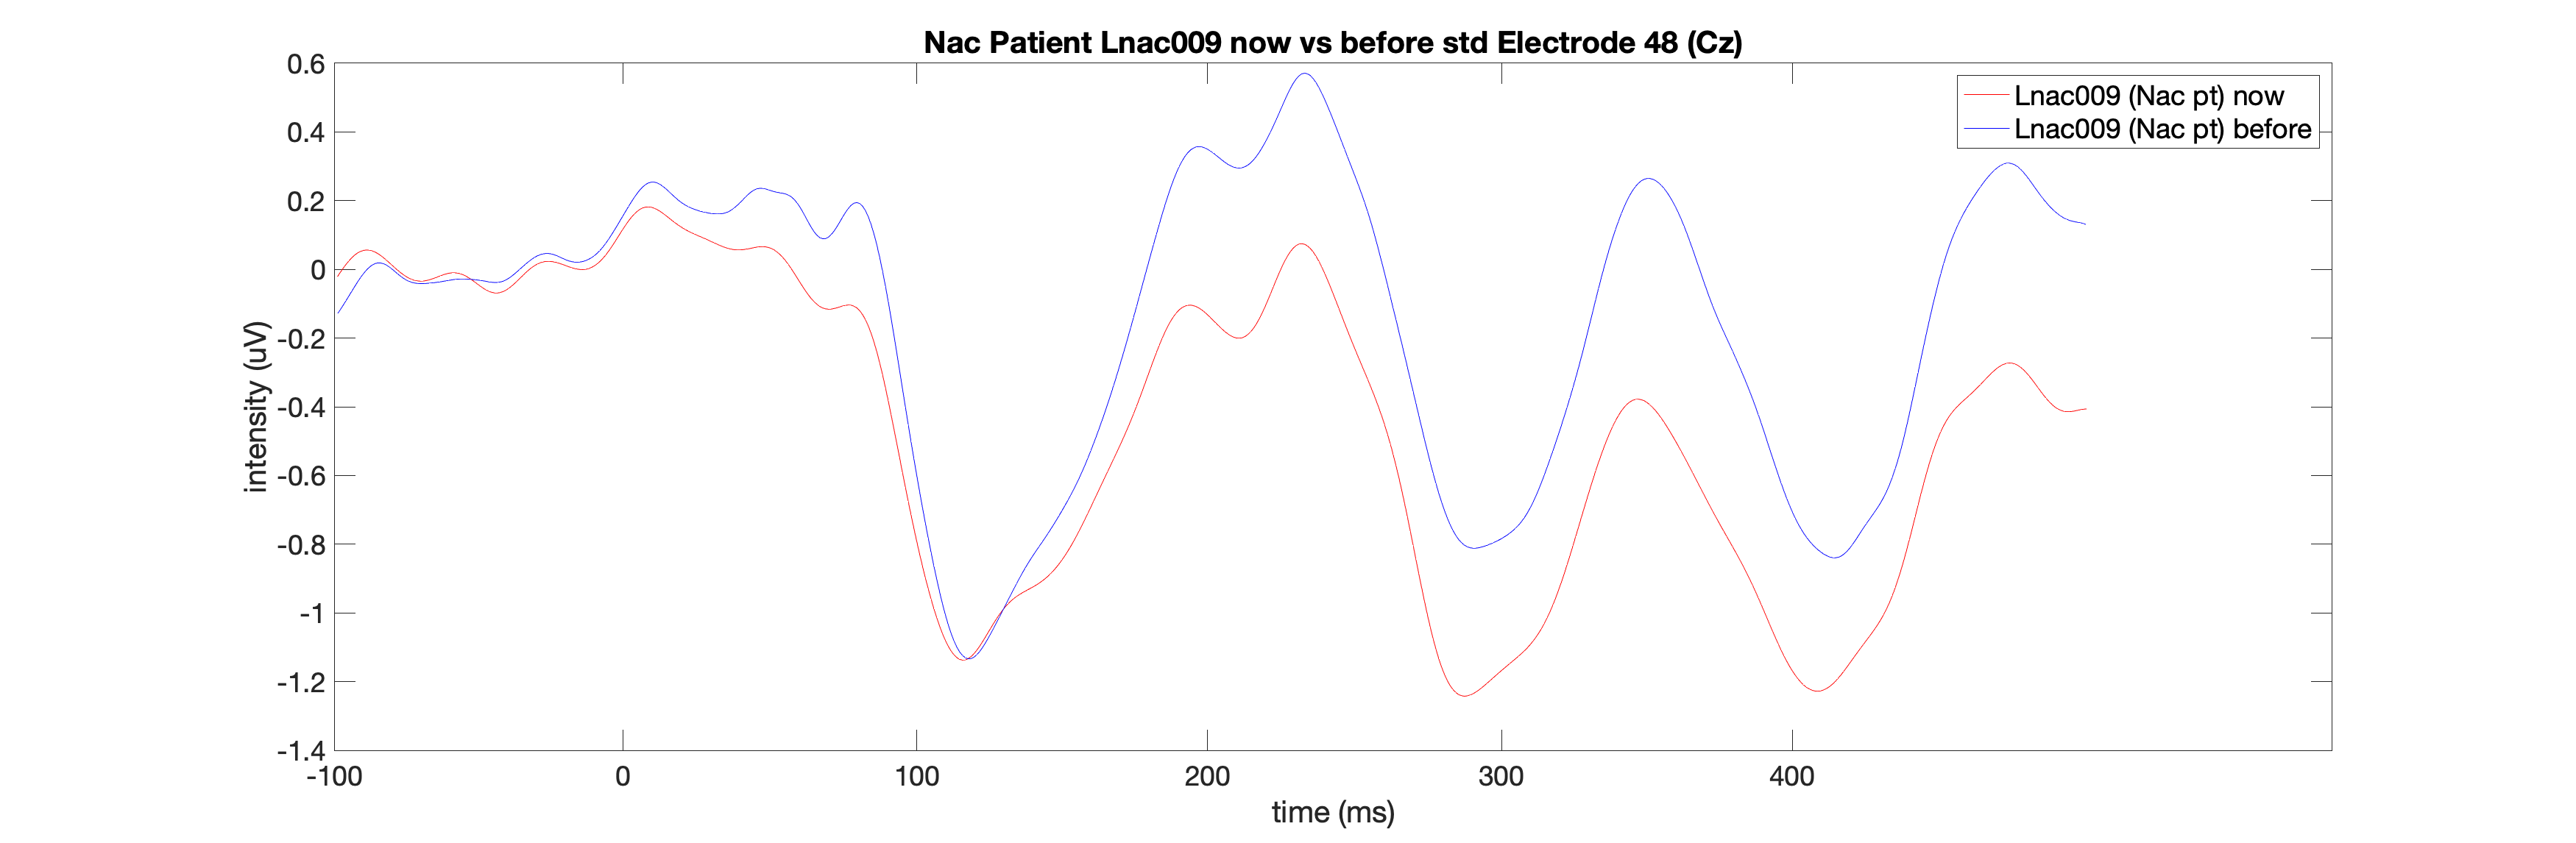 Nac Patient Lnac009 now vs before std Electrode 48 (Cz)
Lnac009 (Nac pt) now
Lnac009 (Nac pt) before
intensity (uV)
0.6
0.4
0.2
0
-0.2
-0.4
-0.6
-0.8
-1
-1.2
-1.4
-100 0 100 200 300 400
time (ms)